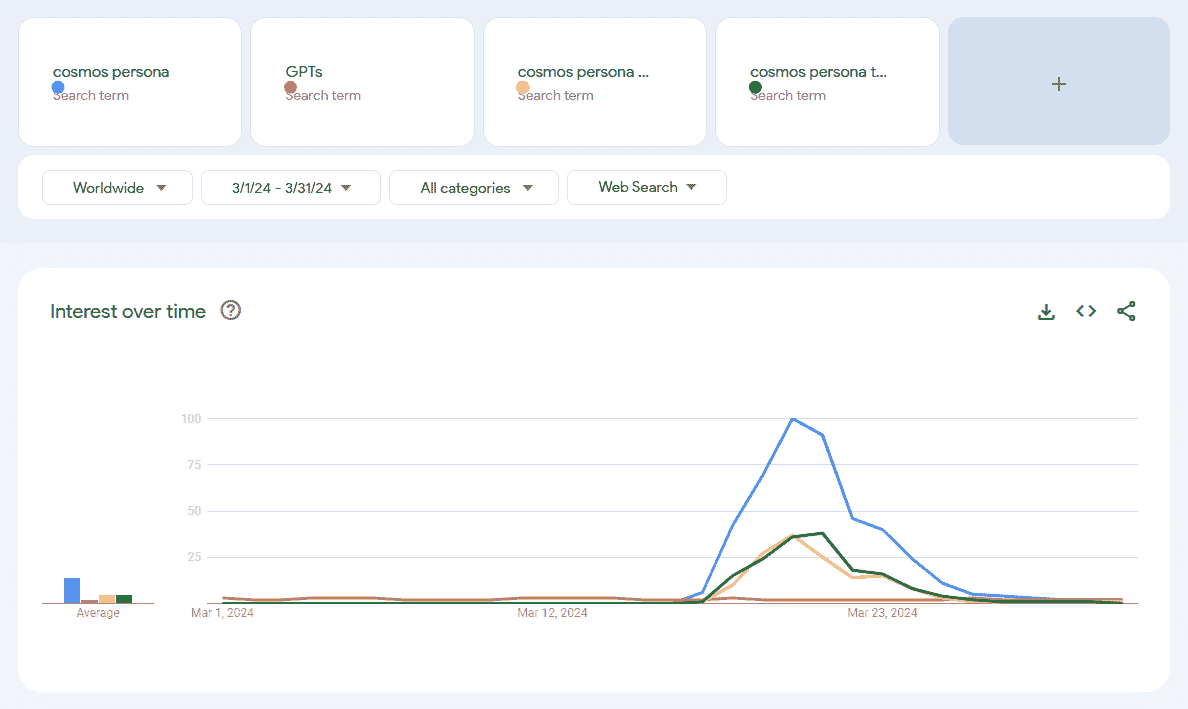 cosmos persona
Search term
GPTs
Search term
cosmos persona ...
Search term
cosmos persona t...
Search term
+
Worldwide
3/1/24 - 3/31/24
All categories
Web Search
Interest over time
?
100
75
50
25
Average
Mar 1, 2024
Mar 12, 2024
Mar 23, 2024